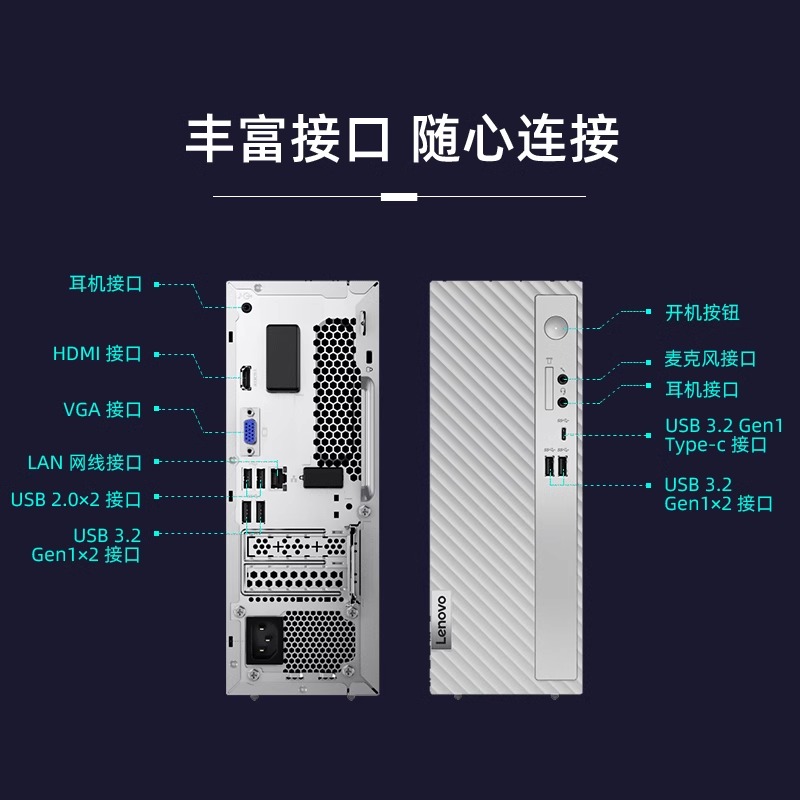 丰富接口 随心连接
耳机接口
HDMI 接口
VGA 接口
LAN 网线接口
USB 2.0×2 接口
USB 3.2
Gen1×2 接口
开机按钮
麦克风接口
耳机接口
USB 3.2 Gen1
Type-c 接口
USB 3.2
Gen1×2 接口
Lenovo